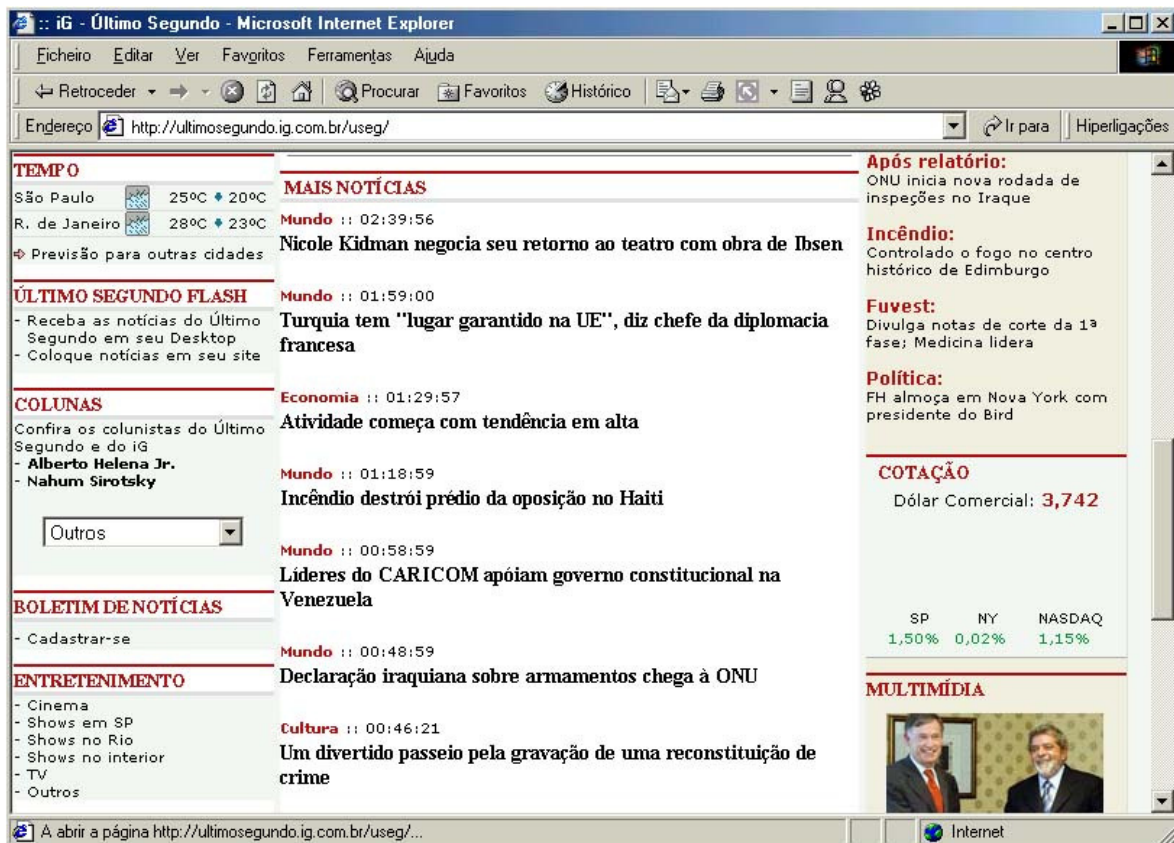 :: iG - Último Segundo - Microsoft Internet Explorer
Ficheiro Editar Ver Favoritos Ferramentas Ajuda
Retroceder Procurar Favoritos Histórico
Endereço http://ultimosegundo.ig.com.br/useg/ Ir para Hiperligações
TEMPO
São Paulo 25ºC 20ºC
R. de Janeiro 28ºC 23ºC
Previsão para outras cidades
ÚLTIMO SEGUNDO FLASH
- Receba as notícias do Último
Segundo em seu Desktop
- Coloque notícias em seu site
COLUNAS
Confira os colunistas do Último
Segundo e do iG
- Alberto Helena Jr.
- Nahum Sirotsky
Outros
BOLETIM DE NOTÍCIAS
- Cadastrar-se
ENTRETENIMENTO
- Cinema
- Shows em SP
- Shows no Rio
- Shows no interior
- TV
- Outros
MAIS NOTÍCIAS
Mundo :: 02:39:56
Nicole Kidman negocia seu retorno ao teatro com obra de Ibsen
Mundo :: 01:59:00
Turquia tem "lugar garantido na UE", diz chefe da diplomacia
francesa
Economia :: 01:29:57
Atividade começa com tendência em alta
Mundo :: 01:18:59
Incêndio destrói prédio da oposição no Haiti
Mundo :: 00:58:59
Líderes do CARICOM apóiam governo constitucional na
Venezuela
Mundo :: 00:48:59
Declaração iraquiana sobre armamentos chega à ONU
Cultura :: 00:46:21
Um divertido passeio pela gravação de uma reconstituição de
crime
Após relatório:
ONU inicia nova rodada de
inspeções no Iraque
Incêndio:
Controlado o fogo no centro
histórico de Edimburgo
Fuvest:
Divulga notas de corte da 1ª
fase; Medicina lidera
Política:
FH almoça em Nova York com
presidente do Bird
COTAÇÃO
Dólar Comercial: 3,742
SP NY NASDAQ
1,50% 0,02% 1,15%
MULTIMÍDIA
A abrir a página http://ultimosegundo.ig.com.br/useg/... Internet